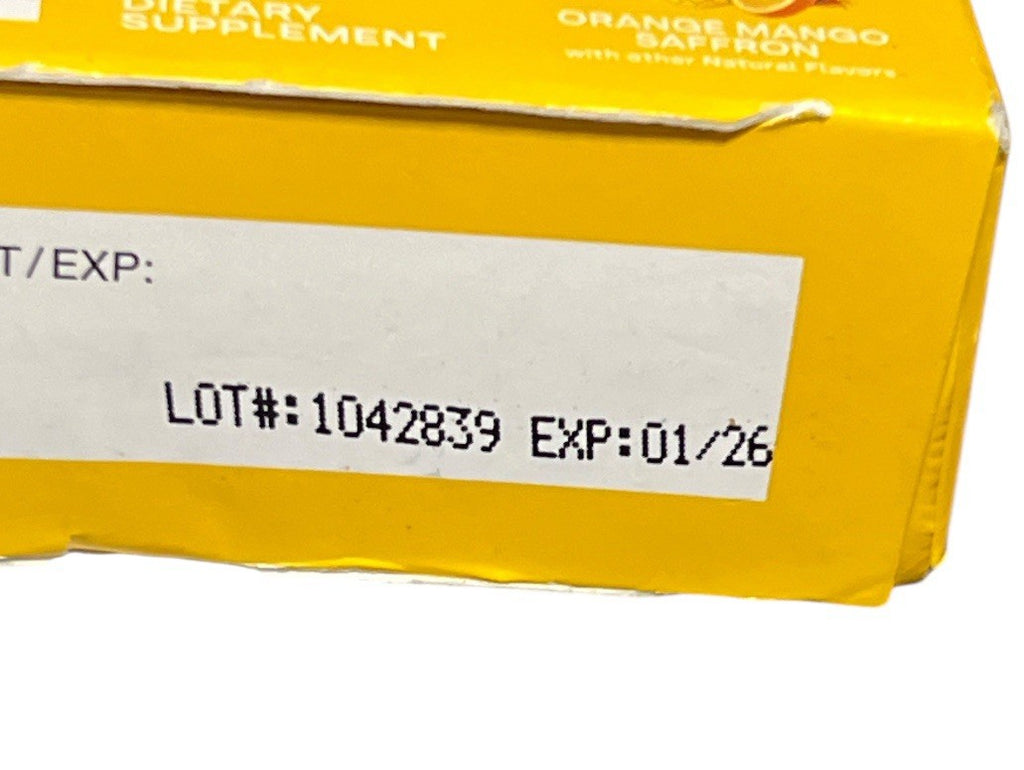 DIETARY
SUPPLEMENT
ORANGE MANGO
SAFFRON
with other Natural Flavors
T/EXP:
LOT#:1042839 EXP:01/26